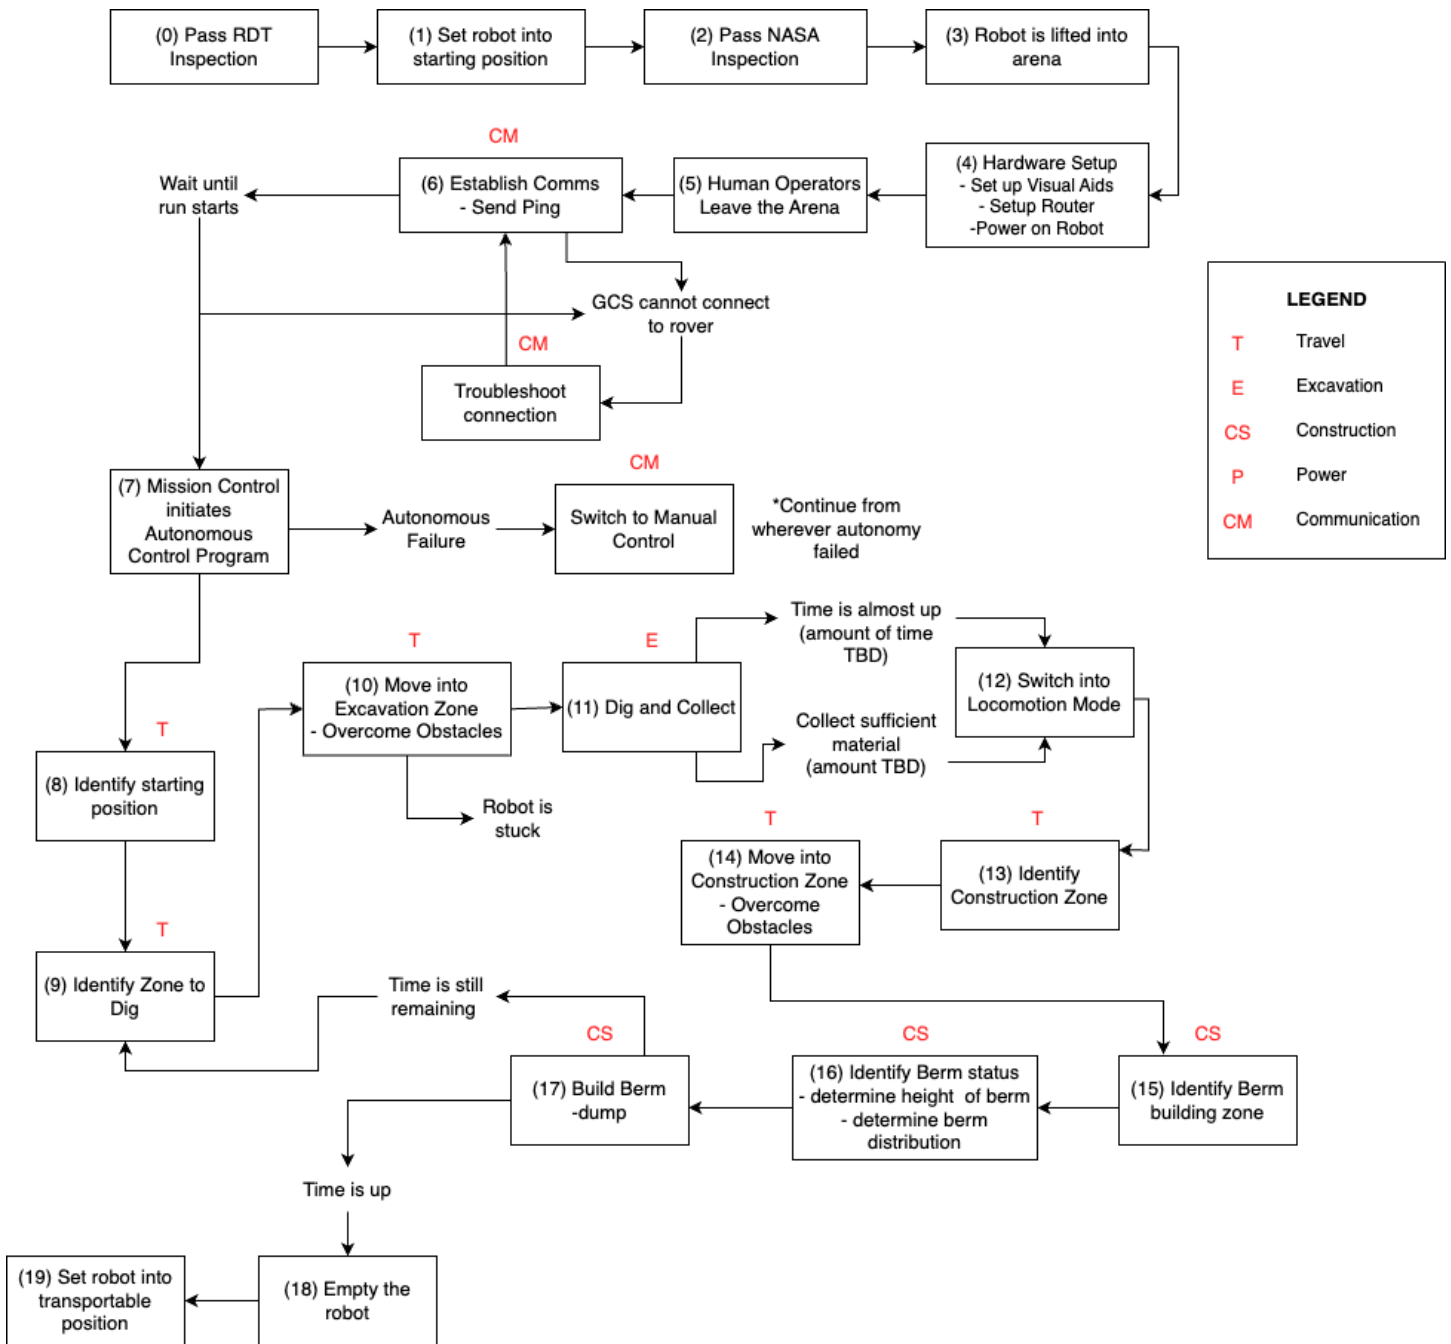 (0) Pass RDT
Inspection
(1) Set robot into
starting position
(2) Pass NASA
Inspection
(3) Robot is lifted into
arena
CM
Wait until
run starts
(6) Establish Comms
- Send Ping
(5) Human Operators
Leave the Arena
(4) Hardware Setup
- Set up Visual Aids
- Setup Router
-Power on Robot
GCS cannot connect
to rover
CM
Troubleshoot
connection
LEGEND
T Travel
E Excavation
CS Construction
P Power
CM Communication
(7) Mission Control
initiates
Autonomous
Control Program
Autonomous
Failure
CM
Switch to Manual
Control
*Continue from
wherever autonomy
failed
T
(10) Move into
Excavation Zone
- Overcome Obstacles
E
(11) Dig and Collect
Time is almost up
(amount of time
TBD)
Collect sufficient
material
(amount TBD)
(12) Switch into
Locomotion Mode
T
(8) Identify starting
position
Robot is
stuck
T
(14) Move into
Construction Zone
- Overcome
Obstacles
T
(13) Identify
Construction Zone
T
(9) Identify Zone to
Dig
Time is still
remaining
CS
(17) Build Berm
-dump
CS
(16) Identify Berm status
- determine height of berm
- determine berm
distribution
CS
(15) Identify Berm
building zone
Time is up
(19) Set robot into
transportable
position
(18) Empty the
robot